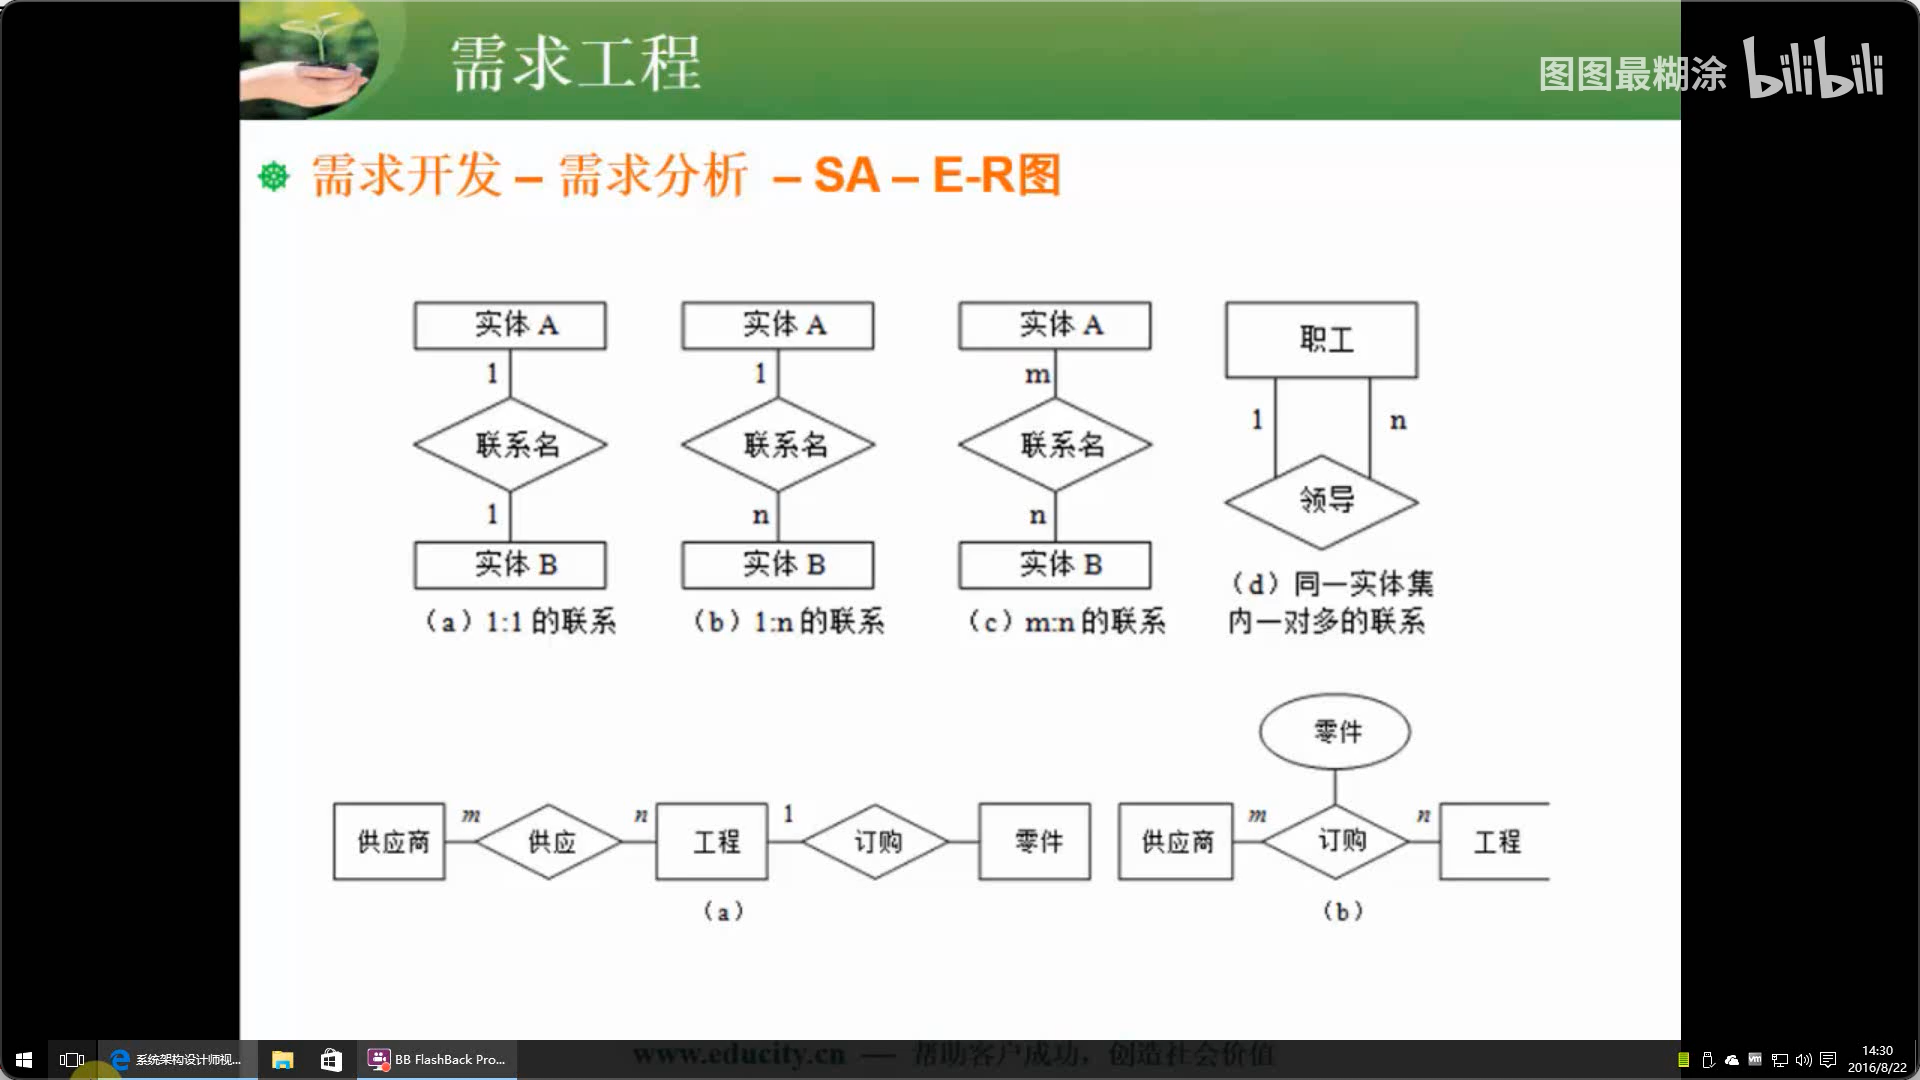 需求工程
图图最糊涂 bilibili
需求开发 – 需求分析 – SA – E-R图
实体 A
1
联系名
1
实体 B
(a) 1:1 的联系
实体 A
1
联系名
n
实体 B
(b) 1:n 的联系
实体 A
m
联系名
n
实体 B
(c) m:n 的联系
职工
1 n
领导
(d) 同一实体集
内一对多的联系
供应商 m 供应 n 工程 1 订购 零件
(a)
零件
供应商 m 订购 n 工程
(b)
www.educity.cn — 帮助客户成功，创造社会价值
系统架构设计师视...
BB FlashBack Pro...
14:30
2016/8/22